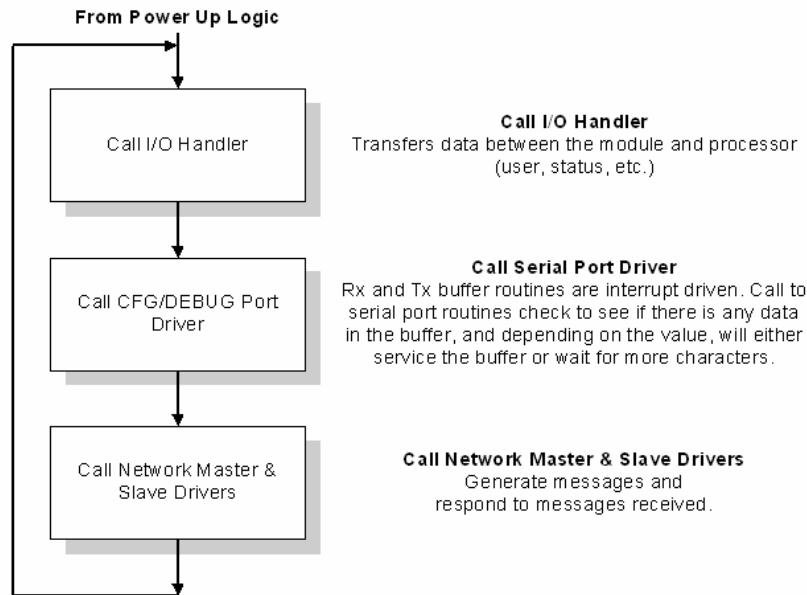 From Power Up Logic
Call I/O Handler
Call I/O Handler
Transfers data between the module and processor
(user, status, etc.)
Call CFG/DEBUG Port
Driver
Call Serial Port Driver
Rx and Tx buffer routines are interrupt driven. Call to
serial port routines check to see if there is any data
in the buffer, and depending on the value, will either
service the buffer or wait for more characters.
Call Network Master &
Slave Drivers
Call Network Master & Slave Drivers
Generate messages and
respond to messages received.